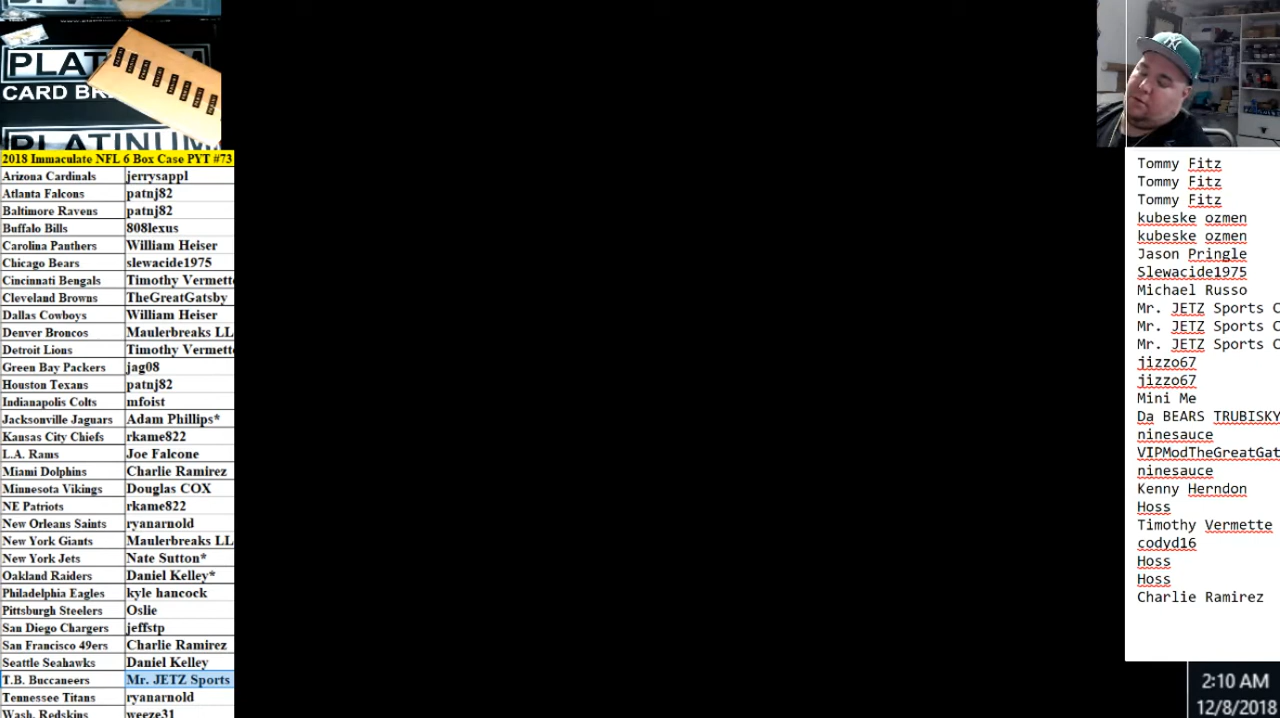 PLAT
CARD BR
PLATINUM
2018 Immaculate NFL 6 Box Case PYT #73
Arizona Cardinals jerrysappl
Atlanta Falcons patnj82
Baltimore Ravens patnj82
Buffalo Bills 808lexus
Carolina Panthers William Heiser
Chicago Bears slewacide1975
Cincinnati Bengals Timothy Vermette
Cleveland Browns TheGreatGatsby
Dallas Cowboys William Heiser
Denver Broncos Maulerbreaks LL
Detroit Lions Timothy Vermette
Green Bay Packers jag08
Houston Texans patnj82
Indianapolis Colts mfoist
Jacksonville Jaguars Adam Phillips*
Kansas City Chiefs rkame822
L.A. Rams Joe Falcone
Miami Dolphins Charlie Ramirez
Minnesota Vikings Douglas COX
NE Patriots rkame822
New Orleans Saints ryanarnold
New York Giants Maulerbreaks LL
New York Jets Nate Sutton*
Oakland Raiders Daniel Kelley*
Philadelphia Eagles kyle hancock
Pittsburgh Steelers Oslie
San Diego Chargers jeffstp
San Francisco 49ers Charlie Ramirez
Seattle Seahawks Daniel Kelley
T.B. Buccaneers Mr. JETZ Sports
Tennessee Titans ryanarnold
Wash. Redskins weeze31
Tommy Fitz
Tommy Fitz
Tommy Fitz
kubeske ozmen
kubeske ozmen
Jason Pringle
Slewacide1975
Michael Russo
Mr. JETZ Sports C
Mr. JETZ Sports C
Mr. JETZ Sports C
jizzo67
jizzo67
Mini Me
Da BEARS TRUBISKY
ninesauce
VIPModTheGreatGat
ninesauce
Kenny Herndon
Hoss
Timothy Vermette
codyd16
Hoss
Hoss
Charlie Ramirez
2:10 AM
12/8/2018